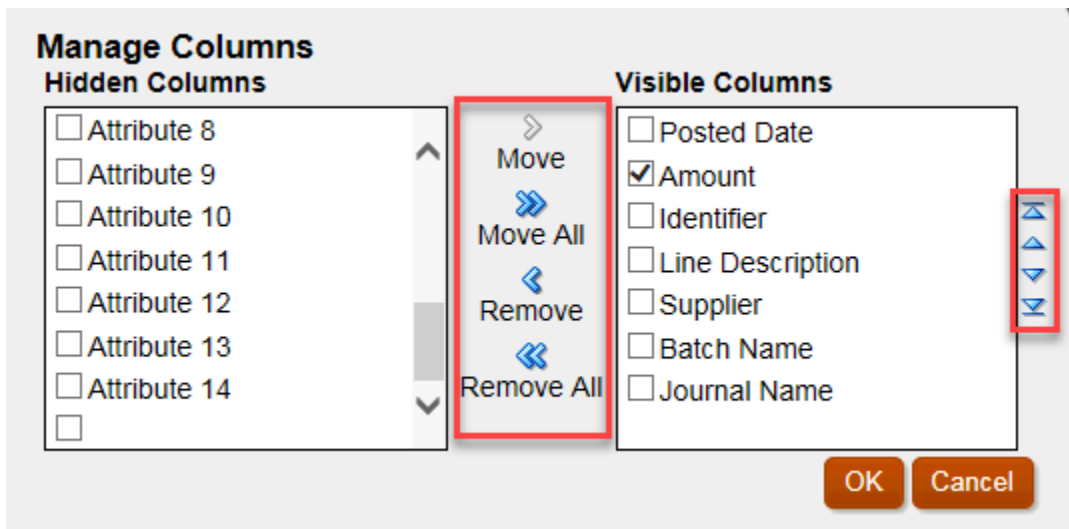 Manage Columns
Hidden Columns
Attribute 8
Attribute 9
Attribute 10
Attribute 11
Attribute 12
Attribute 13
Attribute 14
Move
Move All
Remove
Remove All
Visible Columns
Posted Date
Amount
Identifier
Line Description
Supplier
Batch Name
Journal Name
OK
Cancel